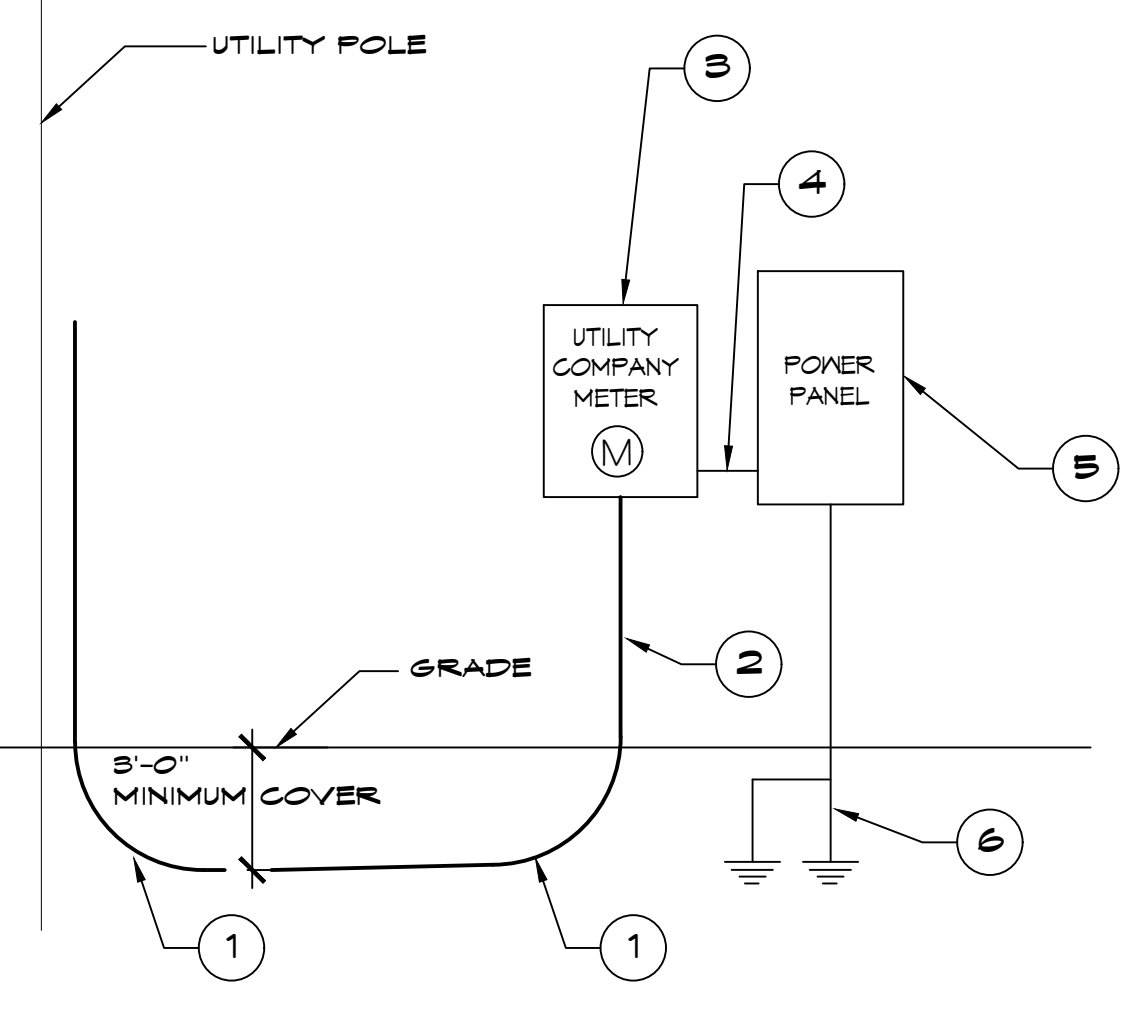 UTILITY POLE
3
4
UTILITY
COMPANY
METER
M
POWER
PANEL
5
2
GRADE
3'-0"
MINIMUM COVER
6
1
1